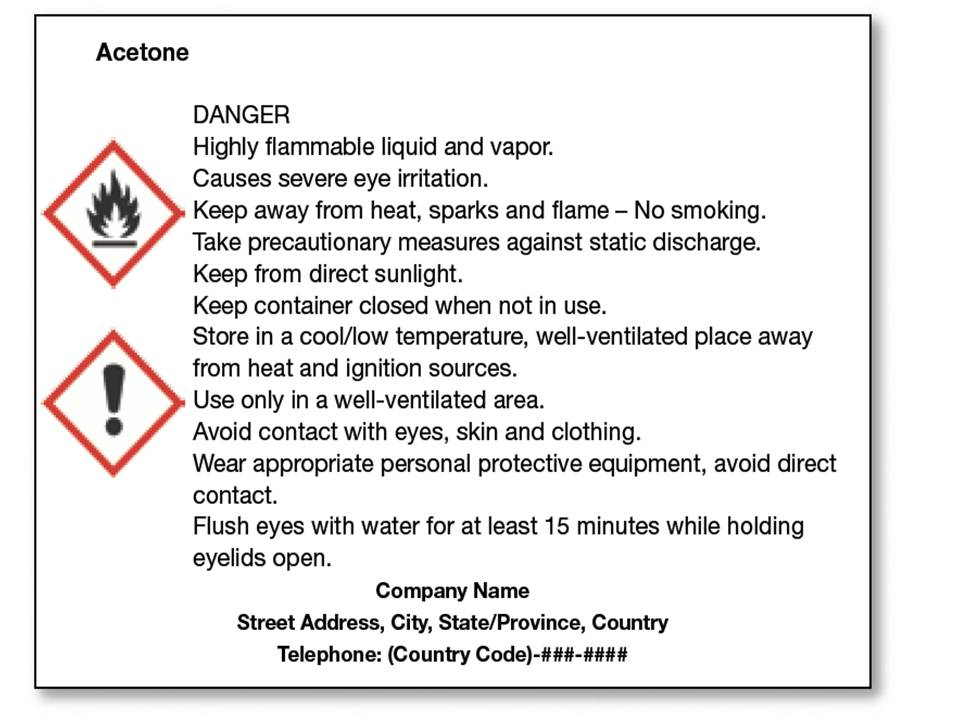 Acetone
DANGER
Highly flammable liquid and vapor.
Causes severe eye irritation.
Keep away from heat, sparks and flame – No smoking.
Take precautionary measures against static discharge.
Keep from direct sunlight.
Keep container closed when not in use.
Store in a cool/low temperature, well-ventilated place away
from heat and ignition sources.
Use only in a well-ventilated area.
Avoid contact with eyes, skin and clothing.
Wear appropriate personal protective equipment, avoid direct
contact.
Flush eyes with water for at least 15 minutes while holding
eyelids open.
Company Name
Street Address, City, State/Province, Country
Telephone: (Country Code)-###-####